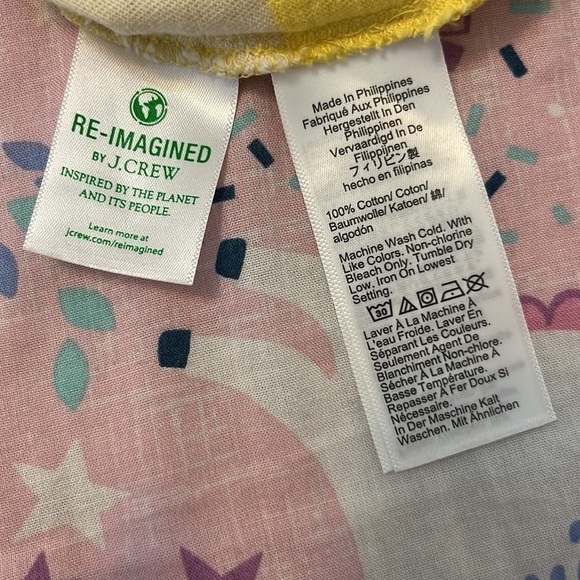 RE-IMAGINED
BY J.CREW
INSPIRED BY THE PLANET
AND ITS PEOPLE.
Learn more at
jcrew.com/reimagined
Made In Philippines
Fabriqué Aux Philippines
Hergestellt In Den
Philippinen
Vervaardigd In De
Filippijnen
フィリピン製
hecho en filipinas
100% Cotton/ Coton/
Baumwolle/ Katoen/ 綿/
algodón
Machine Wash Cold. With
Like Colors. Non-chlorine
Bleach Only. Tumble Dry
Low. Iron On Lowest
Setting.
30
Laver À La Machine À
L'eau Froide. Laver En
Séparant Les Couleurs.
Seulement Agent De
Blanchiment Non-chlore.
Sécher À La Machine À
Basse Température.
Repasser À Fer Doux Si
Nécessaire.
In Der Maschine Kalt
Waschen. Mit Ähnlichen